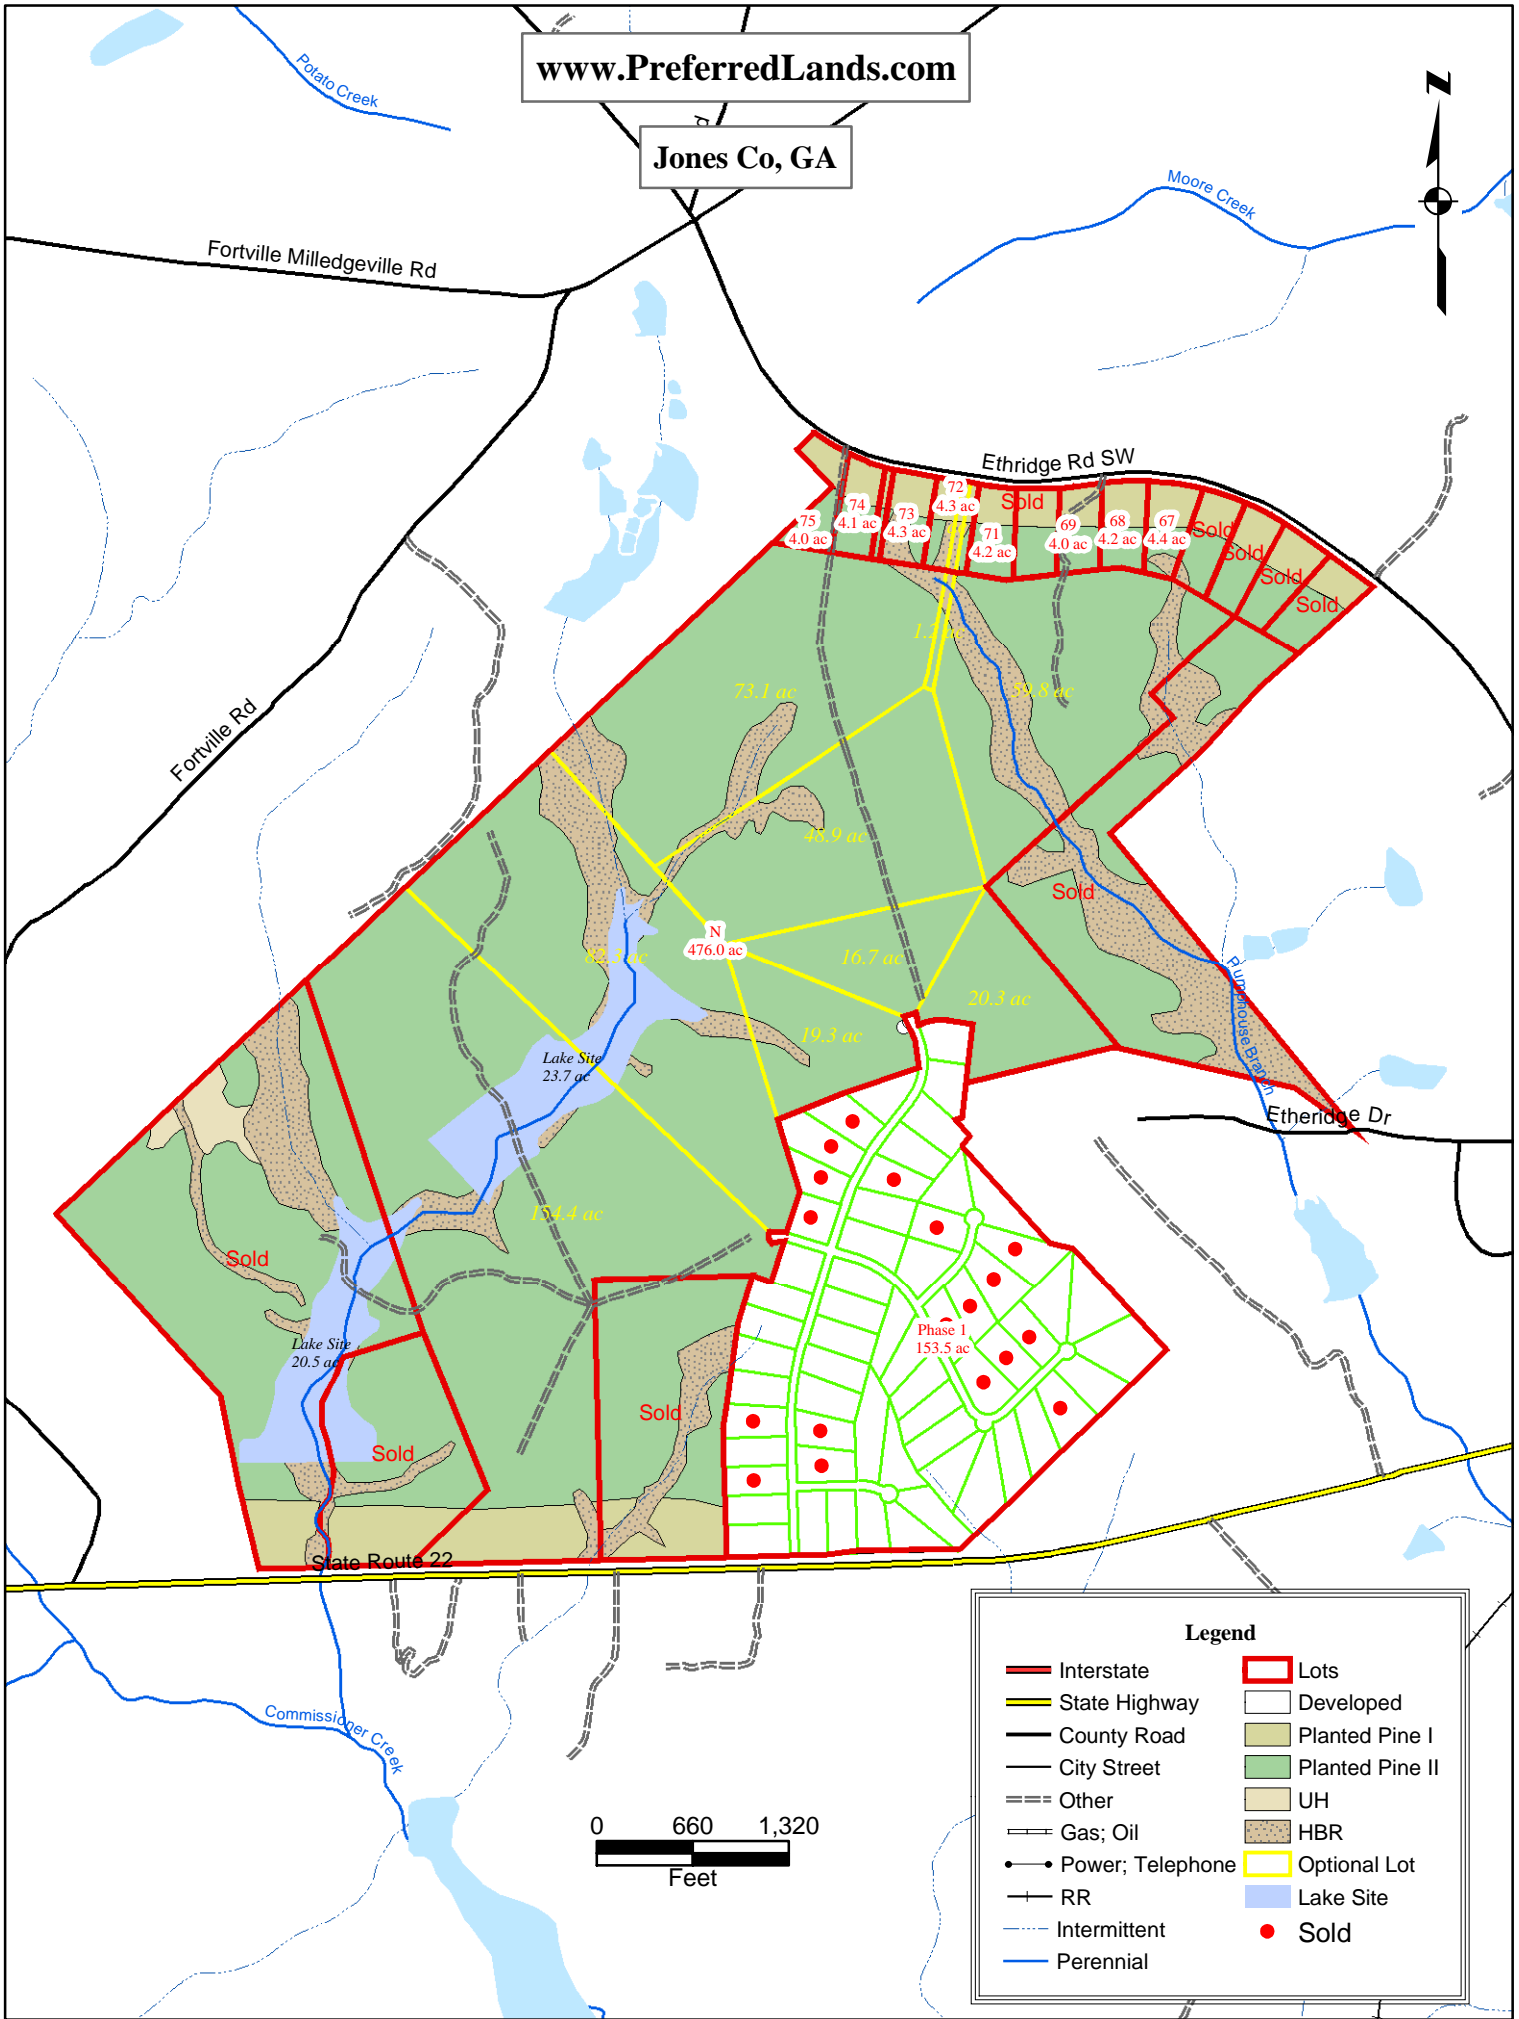 www.PreferredLands.com
d
Jones Co, GA
N
Potato Creek
Moore Creek
Fortville Milledgeville Rd
Ethridge Rd SW
Fortville Rd
75
4.0 ac
74
4.1 ac
73
4.3 ac
72
4.3 ac
71
4.2 ac
Sold
69
4.0 ac
68
4.2 ac
67
4.4 ac
Sold
Sold
Sold
Sold
73.1 ac
59.8 ac
48.9 ac
Sold
N
476.0 ac
16.7 ac
20.3 ac
19.3 ac
Pumphouse Branch
Lake Site
23.7 ac
Etheridge Dr
154.4 ac
Sold
Lake Site
20.5 ac
Phase 1
153.5 ac
Sold
Sold
State Route 22
Commissioner Creek
0 660 1,320
Feet
Legend
Interstate
State Highway
County Road
City Street
Other
Gas; Oil
Power; Telephone
RR
Intermittent
Perennial
Lots
Developed
Planted Pine I
Planted Pine II
UH
HBR
Optional Lot
Lake Site
Sold